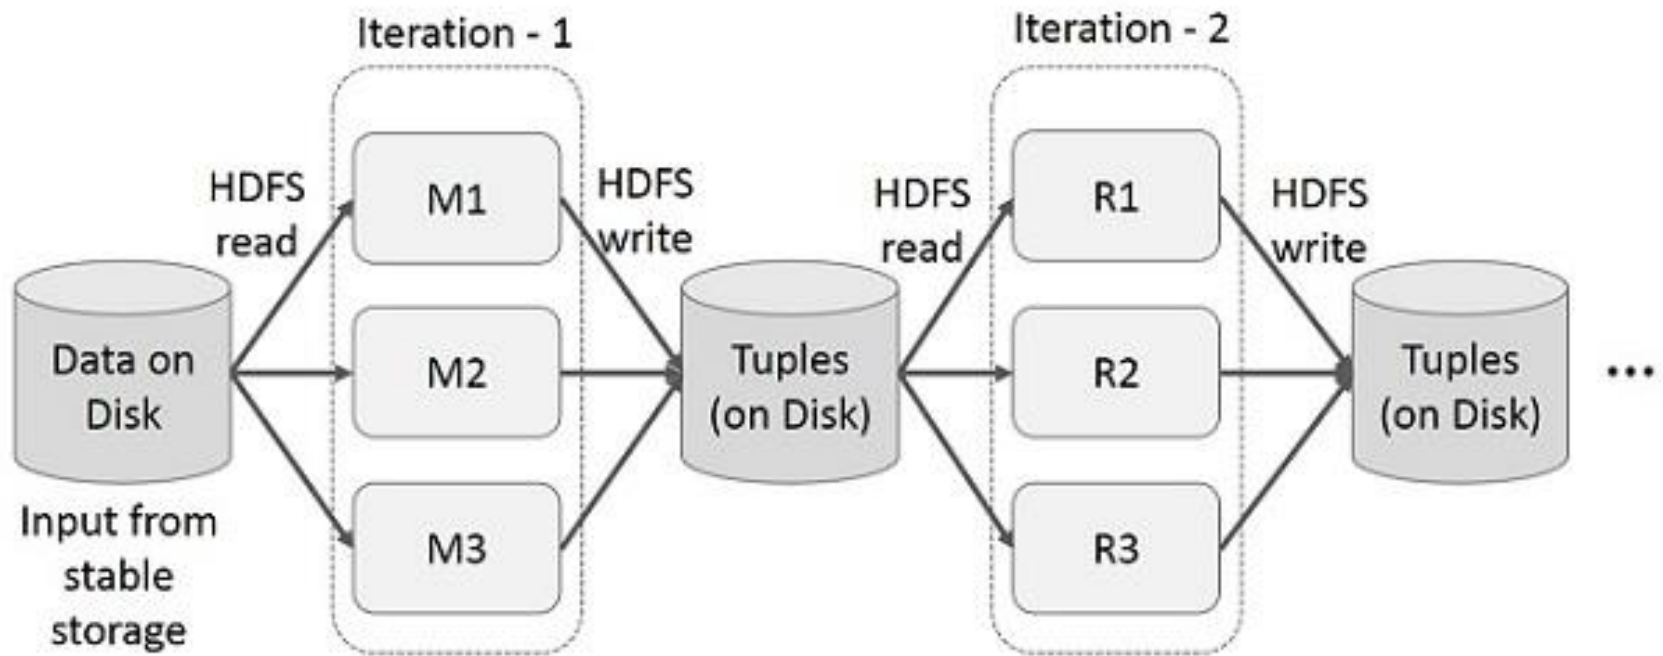 Iteration - 1
Iteration - 2
HDFS
read
M1
HDFS
write
HDFS
read
R1
HDFS
write
Data on
Disk
M2
Tuples
(on Disk)
R2
Tuples
(on Disk)
...
Input from
stable
storage
M3
R3